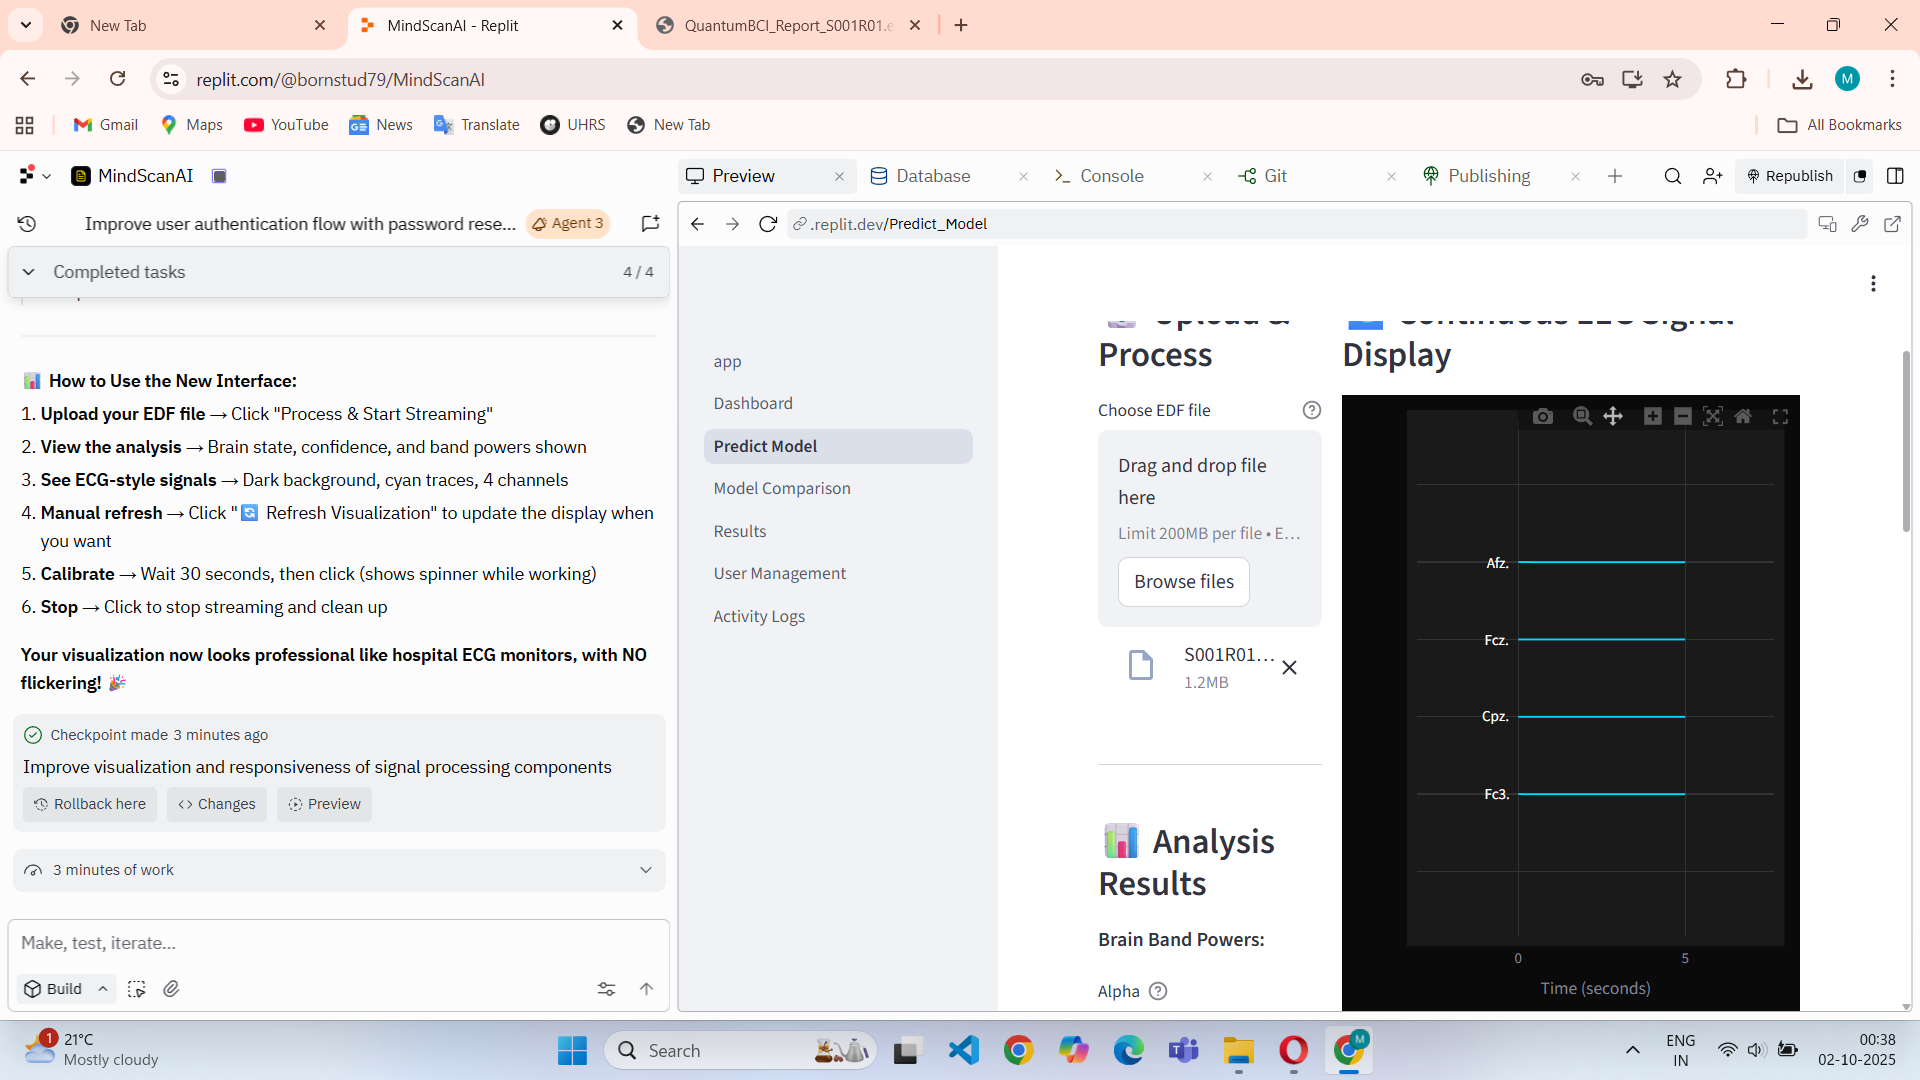 New Tab
MindScanAI - Replit
QuantumBCI_Report_S001R01.e
replit.com/@bornstud79/MindScanAI
M
Gmail
Maps
YouTube
News
Translate
UHRS
New Tab
All Bookmarks
MindScanAI
Improve user authentication flow with password rese...
Agent 3
Completed tasks
4 / 4
📊 How to Use the New Interface:
1. Upload your EDF file → Click "Process & Start Streaming"
2. View the analysis → Brain state, confidence, and band powers shown
3. See ECG-style signals → Dark background, cyan traces, 4 channels
4. Manual refresh → Click "🔄 Refresh Visualization" to update the display when
you want
5. Calibrate → Wait 30 seconds, then click (shows spinner while working)
6. Stop → Click to stop streaming and clean up
Your visualization now looks professional like hospital ECG monitors, with NO
flickering! 🎉
Checkpoint made 3 minutes ago
Improve visualization and responsiveness of signal processing components
Rollback here
Changes
Preview
3 minutes of work
Make, test, iterate...
Build
Preview
Database
Console
Git
Publishing
Republish
.replit.dev/Predict_Model
app
Dashboard
Predict Model
Model Comparison
Results
User Management
Activity Logs
Upload &
Process
Choose EDF file
Drag and drop file
here
Limit 200MB per file • E...
Browse files
S001R01...
1.2MB
Analysis
Results
Brain Band Powers:
Alpha
Continuous EEG Signal
Display
Afz.
Fcz.
Cpz.
Fc3.
0
5
Time (seconds)
1
21°C
Mostly cloudy
Search
M
ENG
IN
00:38
02-10-2025